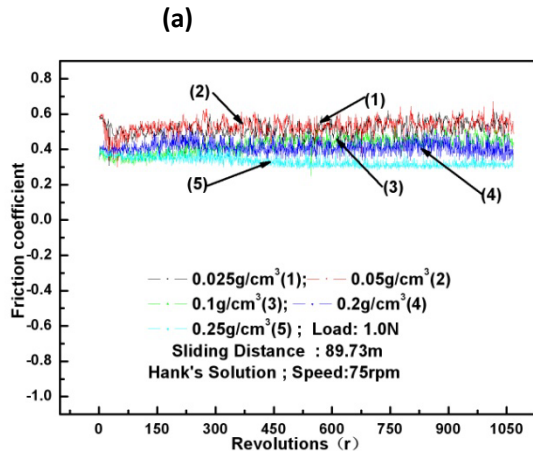 (a)
0.8
0.6
0.4
0.2
0.0
-0.2
-0.4
-0.6
-0.8
-1.0
Friction coefficient
(2)
(1)
(5)
(3)
(4)
0.025g/cm³(1); 0.05g/cm³(2)
0.1g/cm³(3); 0.2g/cm³(4)
0.25g/cm³(5) ; Load: 1.0N
Sliding Distance : 89.73m
Hank's Solution ; Speed:75rpm
0 150 300 450 600 750 900 1050
Revolutions（r）